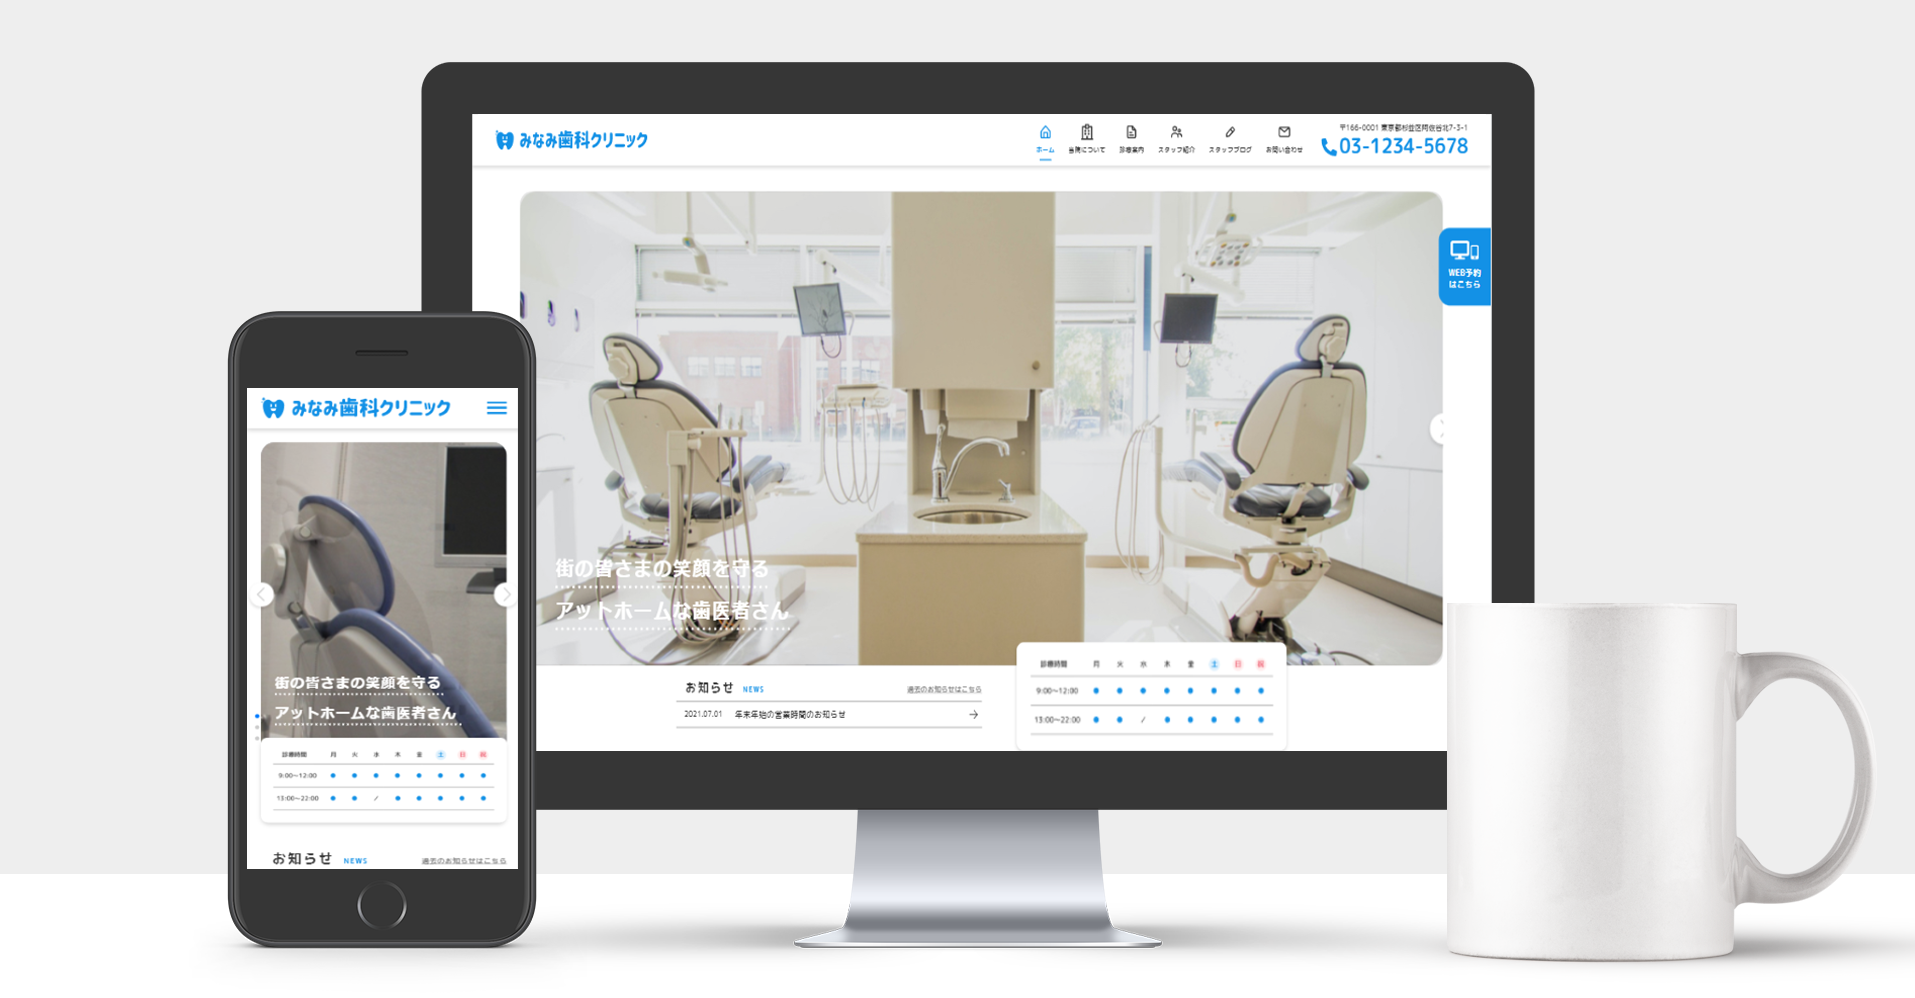 みなみ歯科クリニック
ホーム 当院について 診療案内 スタッフ紹介 スタッフブログ お問い合わせ
〒166-0001 東京都杉並区阿佐谷北7-3-1
03-1234-5678
WEB予約
はこちら
街の皆さまの笑顔を守る
アットホームな歯医者さん
お知らせ NEWS 過去のお知らせはこちら
2021.07.01 年末年始の営業時間のお知らせ
診療時間 月 火 水 木 金 土 日 祝
9:00~12:00 ● ● ● ● ● ● ● ●
13:00~22:00 ● ● / ● ● ● ● ●
みなみ歯科クリニック
街の皆さまの笑顔を守る
アットホームな歯医者さん
診療時間 月 火 水 木 金 土 日 祝
9:00~12:00 ● ● ● ● ● ● ● ●
13:00~22:00 ● ● / ● ● ● ● ●
お知らせ NEWS 過去のお知らせはこちら